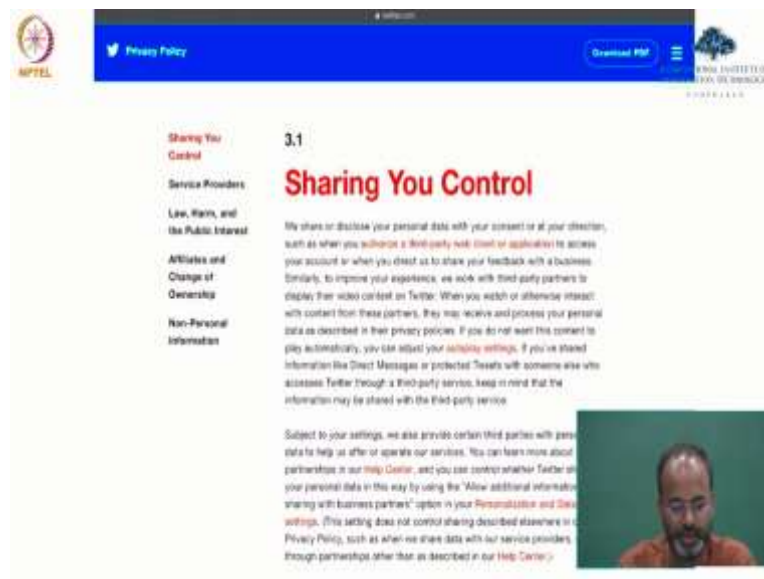 NPTEL
twitter.com
Privacy Policy
Download PDF
HYDERABAD
Sharing You
Control
Service Providers
Law, Harm, and
the Public Interest
Affiliates and
Change of
Ownership
Non-Personal
Information
3.1
Sharing You Control
We share or disclose your personal data with your consent or at your direction,
such as when you authorize a third-party web client or application to access
your account or when you direct us to share your feedback with a business.
Similarly, to improve your experience, we work with third-party partners to
display their video content on Twitter. When you watch or otherwise interact
with content from these partners, they may receive and process your personal
data as described in their privacy policies. If you do not want this content to
play automatically, you can adjust your autoplay settings. If you've shared
information like Direct Messages or protected Tweets with someone else who
accesses Twitter through a third-party service, keep in mind that the
information may be shared with the third-party service.
Subject to your settings, we also provide certain third parties with
data to help us offer or operate our services. You can learn more about
partnerships in our Help Center, and you can control whether Twitter
your personal data in this way by using the "Allow additional information
sharing with business partners" option in your Personalization and Data
settings. (This setting does not control sharing described elsewhere in
Privacy Policy, such as when we share data with our service providers,
through partnerships other than as described in our Help Center.)